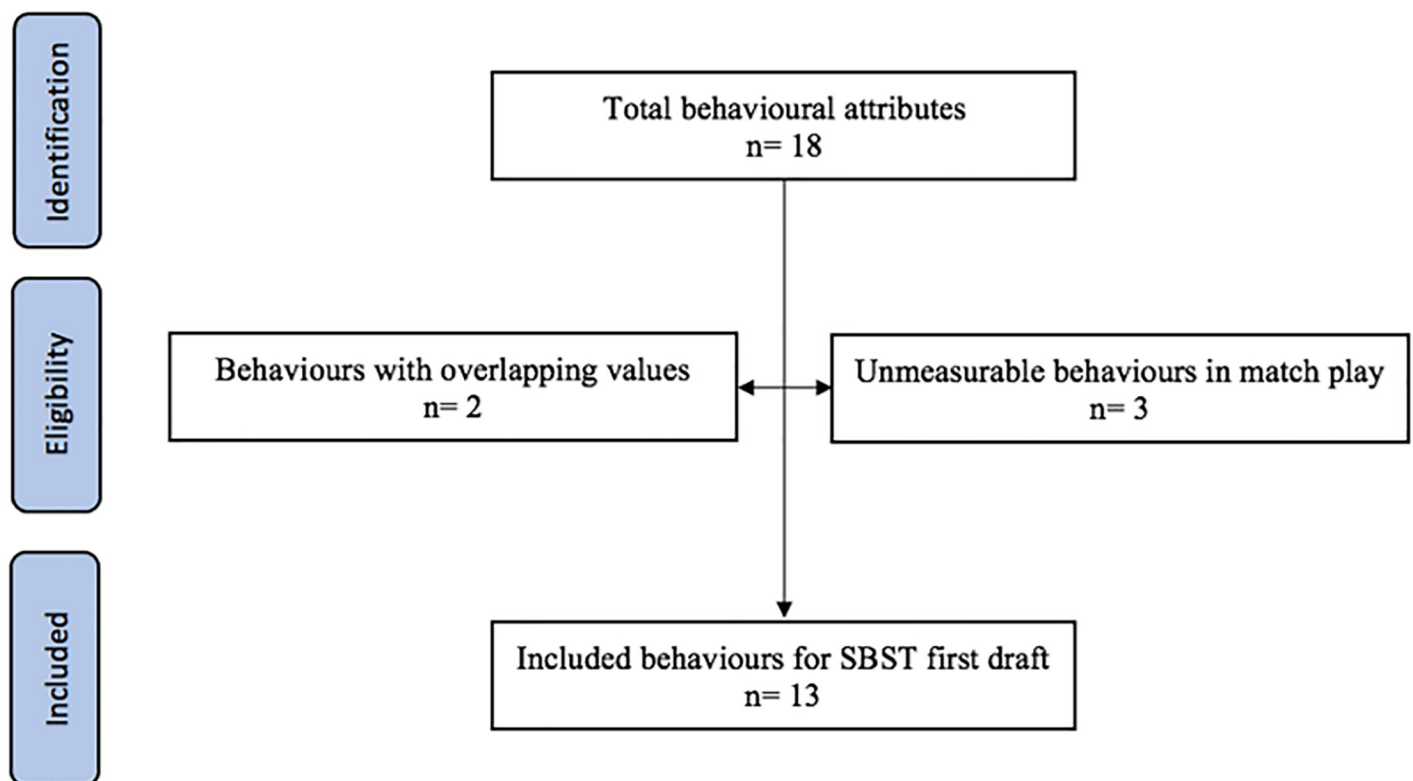 Identification
Total behavioural attributes
n= 18
Eligibility
Behaviours with overlapping values
n= 2
Unmeasurable behaviours in match play
n= 3
Included
Included behaviours for SBST first draft
n= 13